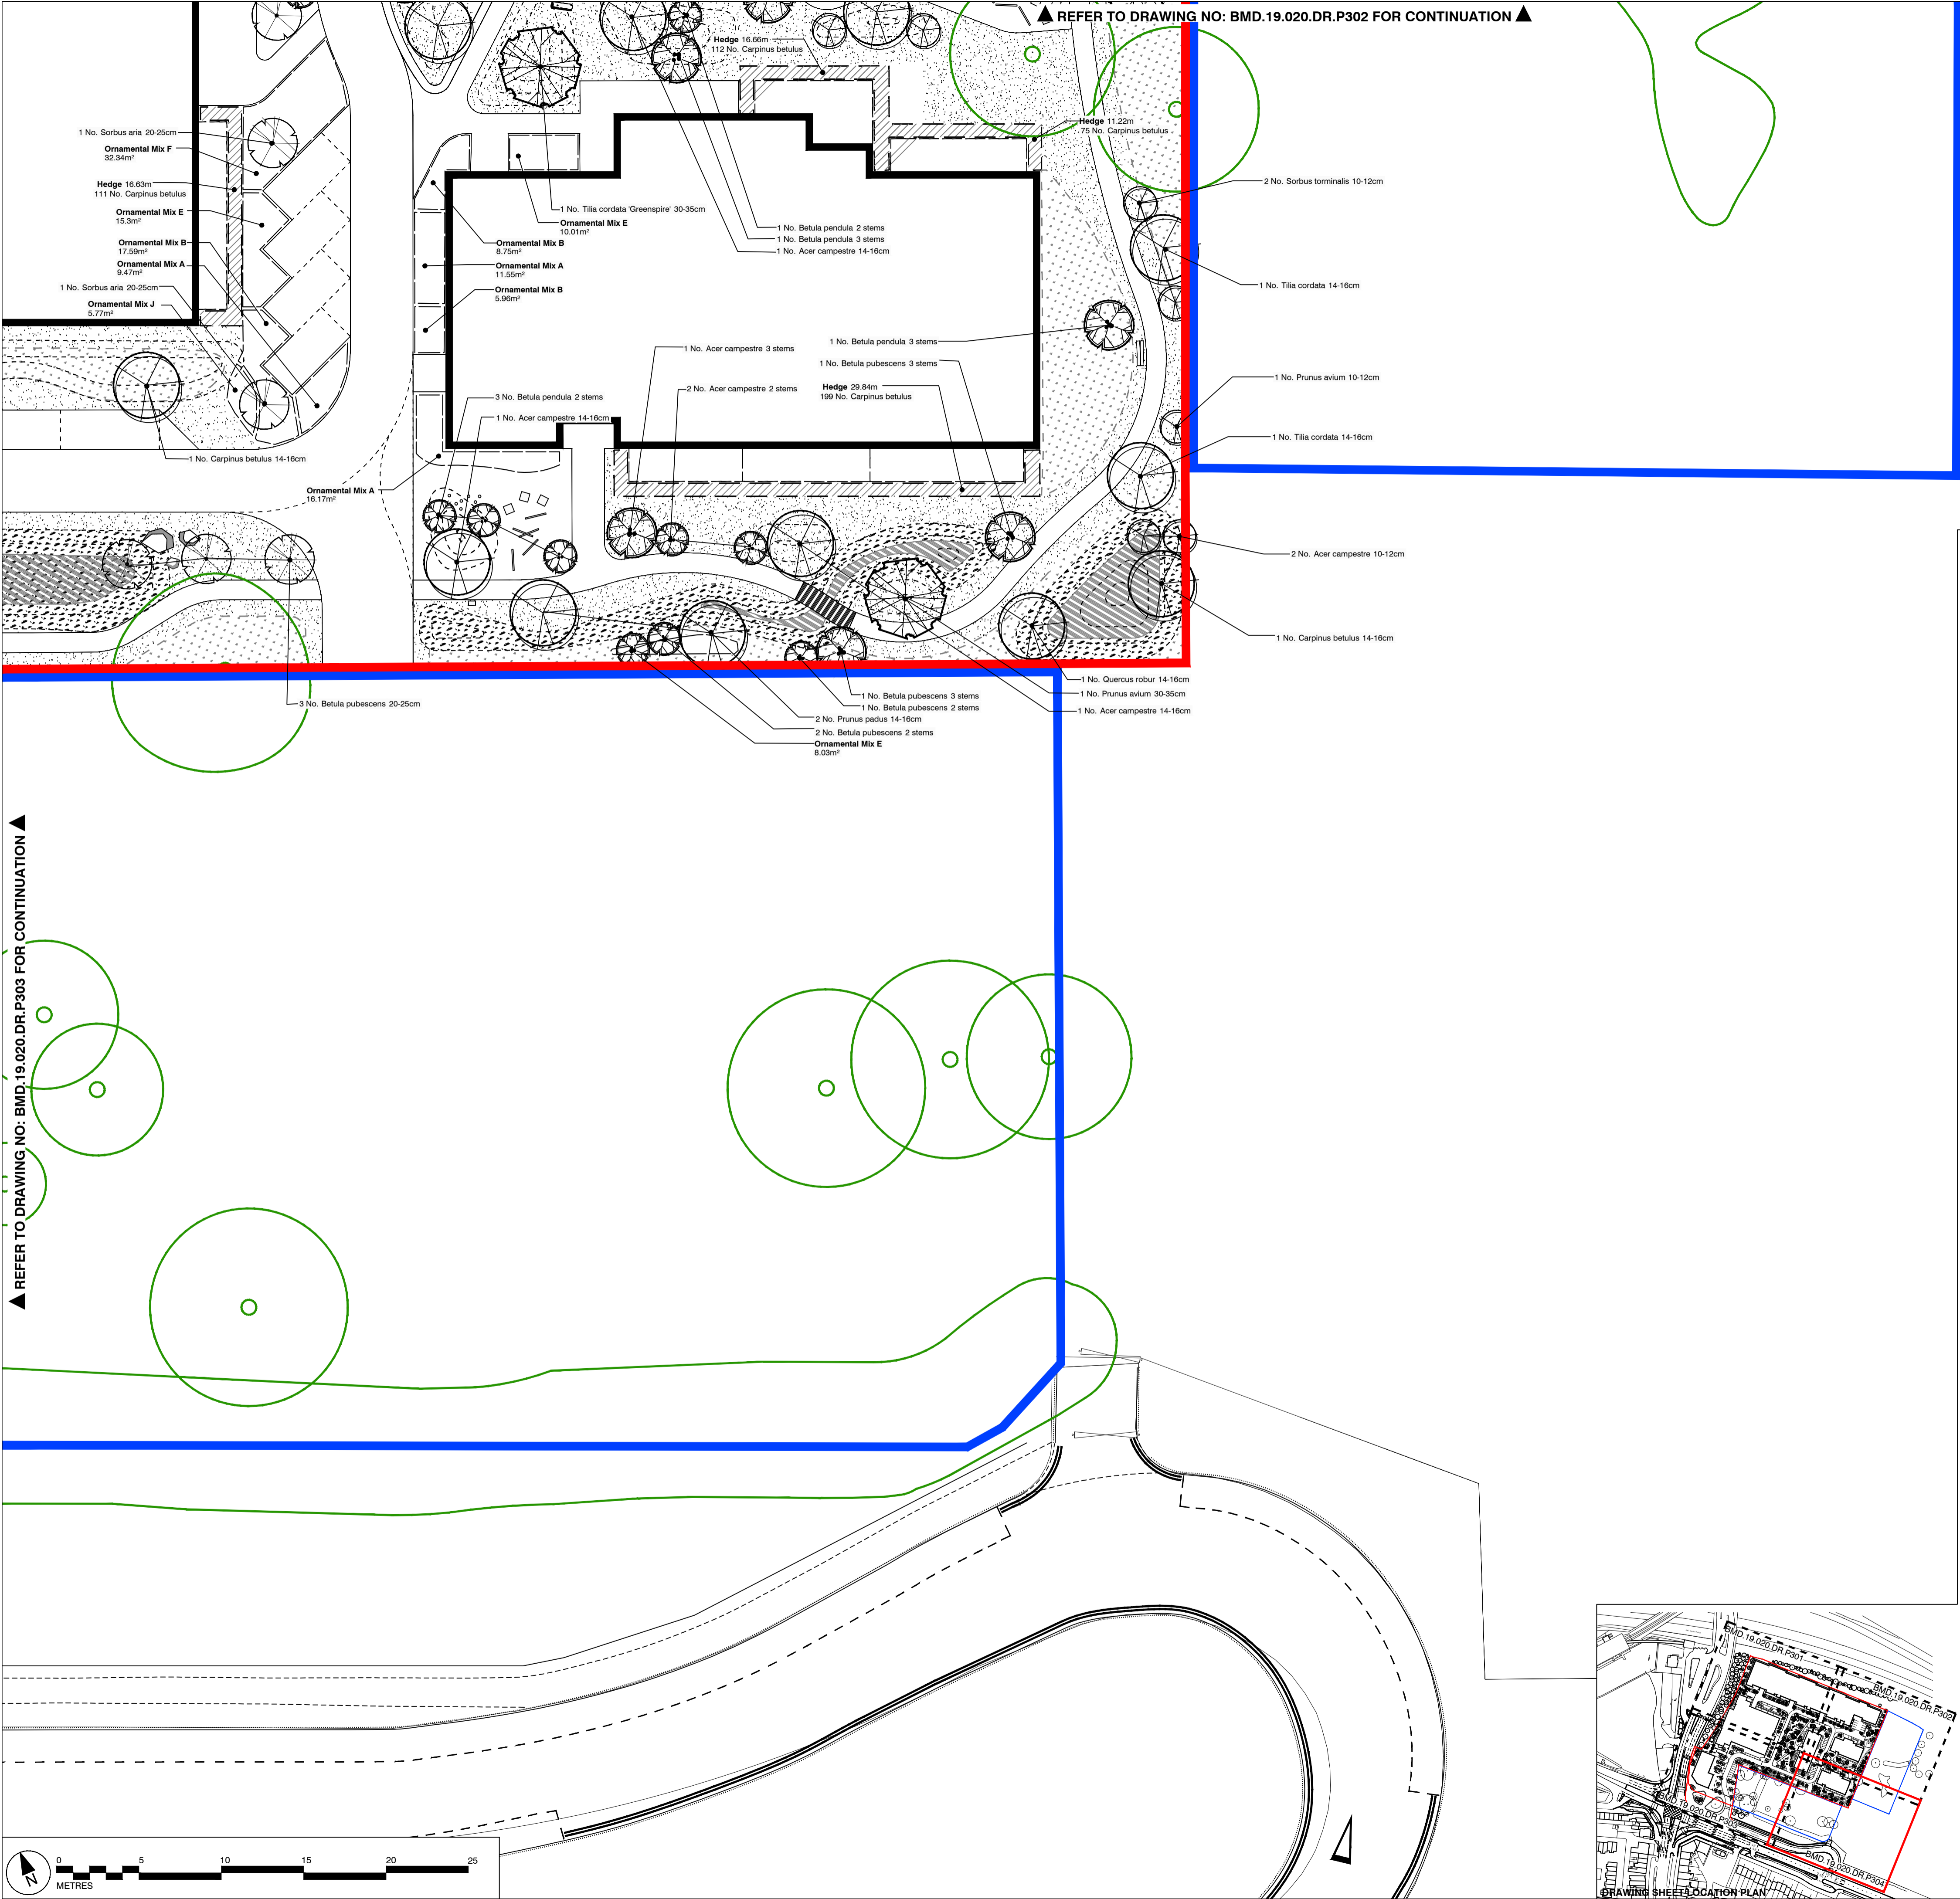 ▲ REFER TO DRAWING NO: BMD.19.020.DR.P302 FOR CONTINUATION ▲
Hedge 16.66m
112 No. Carpinus betulus
Hedge 11.22m
75 No. Carpinus betulus
1 No. Sorbus aria 20-25cm
Ornamental Mix F
32.34m²
Hedge 16.63m
111 No. Carpinus betulus
Ornamental Mix E
15.3m²
Ornamental Mix B
17.59m²
Ornamental Mix A
9.47m²
1 No. Sorbus aria 20-25cm
Ornamental Mix J
5.77m²
1 No. Carpinus betulus 14-16cm
1 No. Tilia cordata 'Greenspire' 30-35cm
Ornamental Mix E
10.01m²
Ornamental Mix B
8.75m²
Ornamental Mix A
11.55m²
Ornamental Mix B
5.96m²
1 No. Betula pendula 2 stems
1 No. Betula pendula 3 stems
1 No. Acer campestre 14-16cm
2 No. Sorbus torminalis 10-12cm
1 No. Tilia cordata 14-16cm
1 No. Acer campestre 3 stems
1 No. Betula pendula 3 stems
1 No. Betula pubescens 3 stems
2 No. Acer campestre 2 stems
Hedge 29.84m
199 No. Carpinus betulus
3 No. Betula pendula 2 stems
1 No. Acer campestre 14-16cm
1 No. Prunus avium 10-12cm
1 No. Tilia cordata 14-16cm
Ornamental Mix A
16.17m²
2 No. Acer campestre 10-12cm
1 No. Carpinus betulus 14-16cm
3 No. Betula pubescens 20-25cm
1 No. Quercus robur 14-16cm
1 No. Prunus avium 30-35cm
1 No. Acer campestre 14-16cm
1 No. Betula pubescens 3 stems
1 No. Betula pubescens 2 stems
2 No. Prunus padus 14-16cm
2 No. Betula pubescens 2 stems
Ornamental Mix E
8.03m²
▲ REFER TO DRAWING NO: BMD.19.020.DR.P303 FOR CONTINUATION ▲
N
0 5 10 15 20 25
METRES
BMD.19.020.DR.P301
BMD.19.020.DR.P302
BMD.19.020.DR.P303
BMD.19.020.DR.P304
DRAWING SHEET LOCATION PLAN